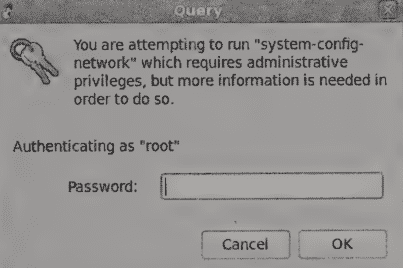 Query
You are attempting to run "system-config-
network" which requires administrative
privileges, but more information is needed in
order to do so.
Authenticating as "root"
Password:
Cancel
OK